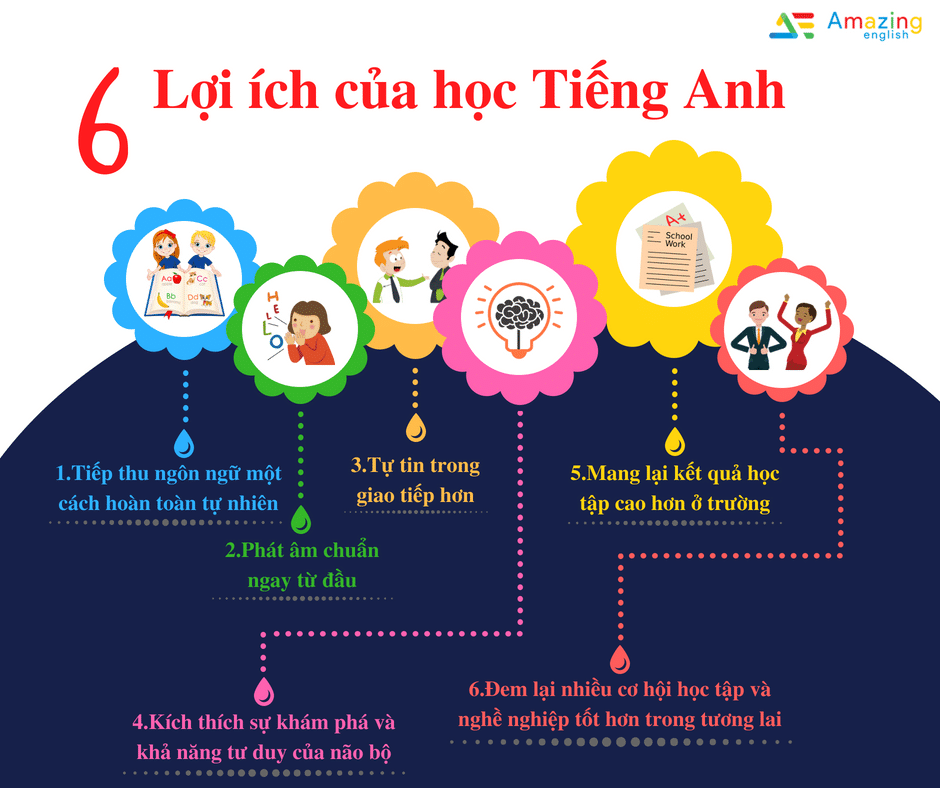 Amazing
english
6 Lợi ích của học Tiếng Anh
Aa
Cc
Bb
Dd
HELLO
A+
School
Work
1.Tiếp thu ngôn ngữ một
cách hoàn toàn tự nhiên
2.Phát âm chuẩn
ngay từ đầu
3.Tự tin trong
giao tiếp hơn
4.Kích thích sự khám phá và
khả năng tư duy của não bộ
5.Mang lại kết quả học
tập cao hơn ở trường
6.Đem lại nhiều cơ hội học tập và
nghề nghiệp tốt hơn trong tương lai